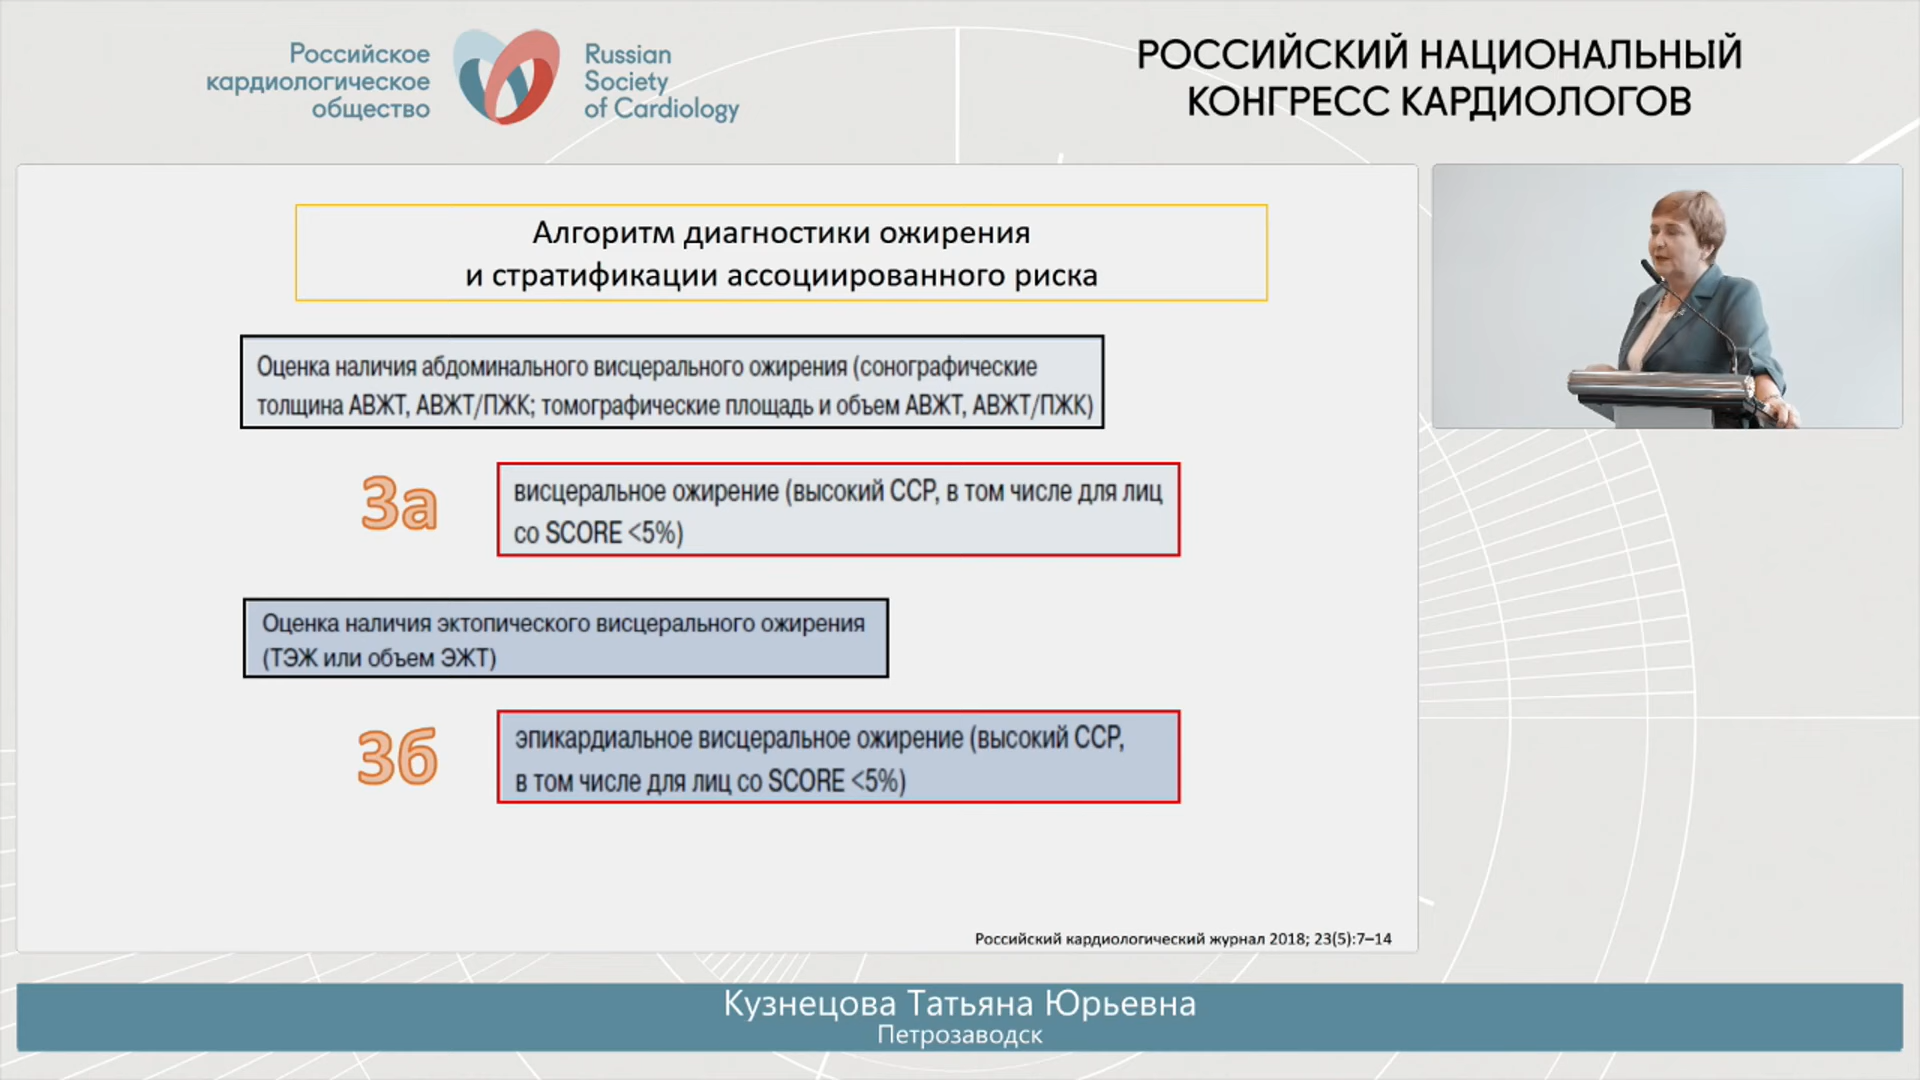 Российское
кардиологическое
общество
Russian
Society
of Cardiology
РОССИЙСКИЙ НАЦИОНАЛЬНЫЙ
КОНГРЕСС КАРДИОЛОГОВ
Алгоритм диагностики ожирения
и стратификации ассоциированного риска
Оценка наличия абдоминального висцерального ожирения (сонографические
толщина АВЖТ, АВЖТ/ПЖК; томографические площадь и объем АВЖТ, АВЖТ/ПЖК)
3а
висцеральное ожирение (высокий ССР, в том числе для лиц
со SCORE <5%)
Оценка наличия эктопического висцерального ожирения
(ТЭЖ или объем ЭЖТ)
3б
эпикардиальное висцеральное ожирение (высокий ССР,
в том числе для лиц со SCORE <5%)
Российский кардиологический журнал 2018; 23(5):7–14
Кузнецова Татьяна Юрьевна
Петрозаводск